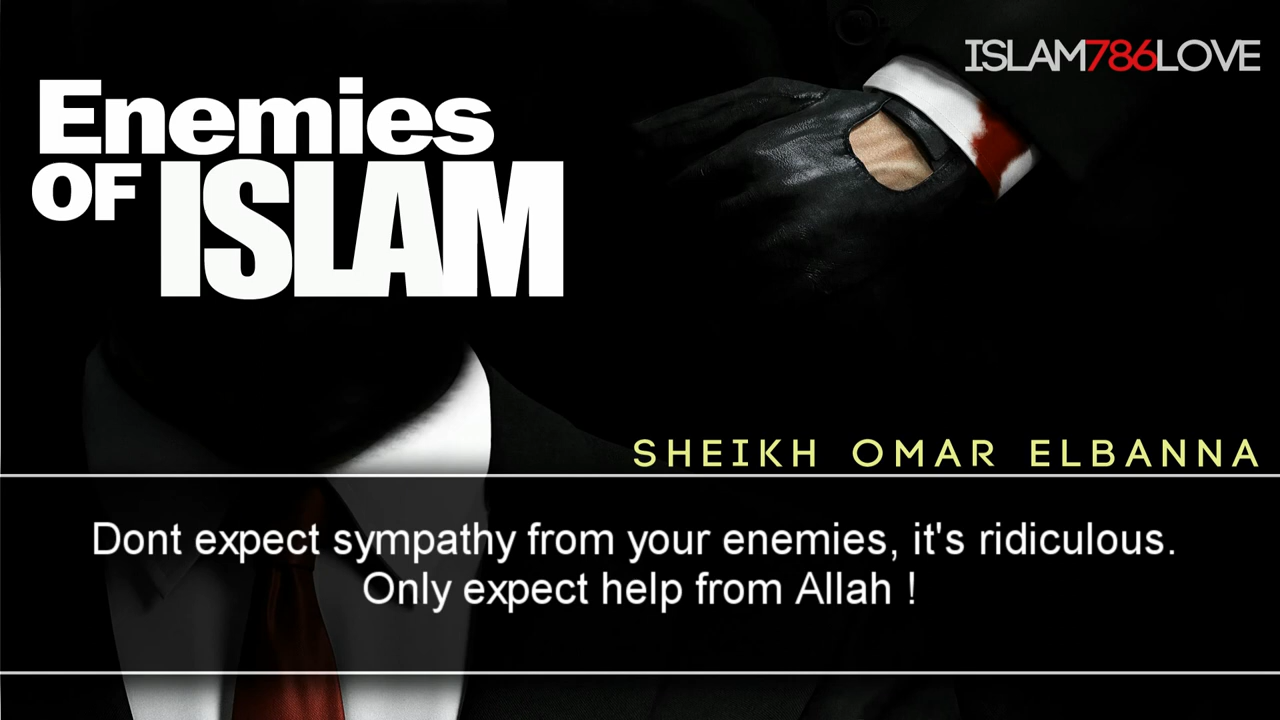 ISLAM786LOVE
Enemies
OF ISLAM
SHEIKH OMAR ELBANNA
Dont expect sympathy from your enemies, it's ridiculous.
Only expect help from Allah !